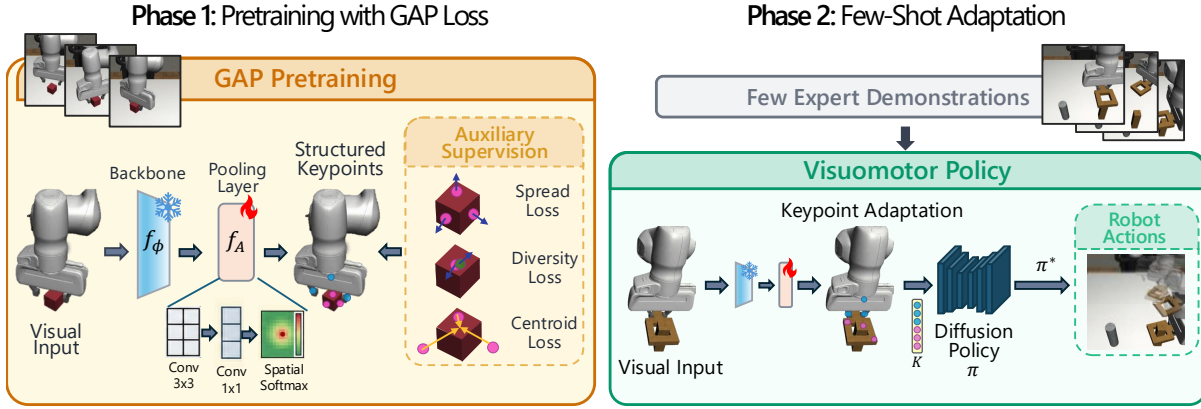 Phase 1: Pretraining with GAP Loss
GAP Pretraining
Backbone
Pooling
Layer
Structured
Keypoints
Auxiliary
Supervision
Spread
Loss
Diversity
Loss
Centroid
Loss
f_ϕ
f_A
Visual
Input
Conv
3x3
Conv
1x1
Spatial
Softmax
Phase 2: Few-Shot Adaptation
Few Expert Demonstrations
Visuomotor Policy
Keypoint Adaptation
Robot
Actions
π*
Visual Input
K
Diffusion
Policy
π